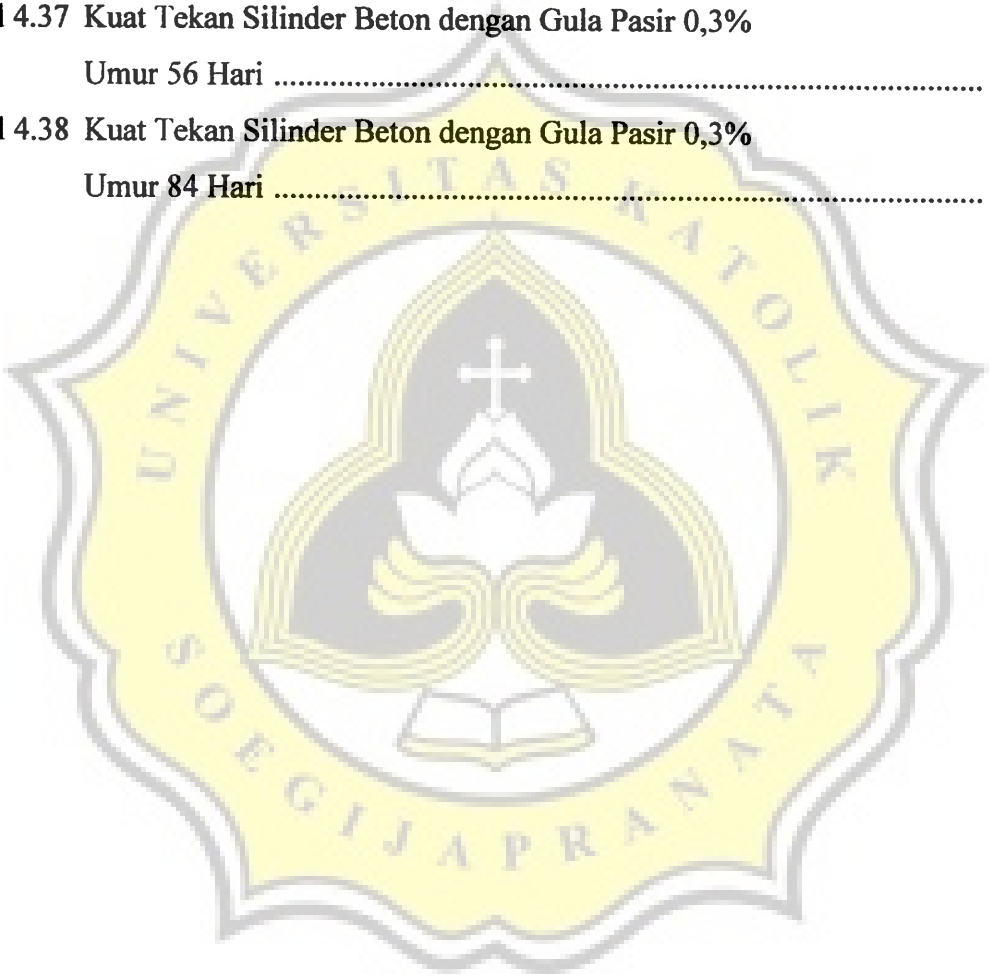 l 4.37 Kuat Tekan Silinder Beton dengan Gula Pasir 0,3%
Umur 56 Hari ........................................................................................
l 4.38 Kuat Tekan Silinder Beton dengan Gula Pasir 0,3%
Umur 84 Hari ........................................................................................
UNIVERSITAS KATOLIK
SOEGIJAPRANATA